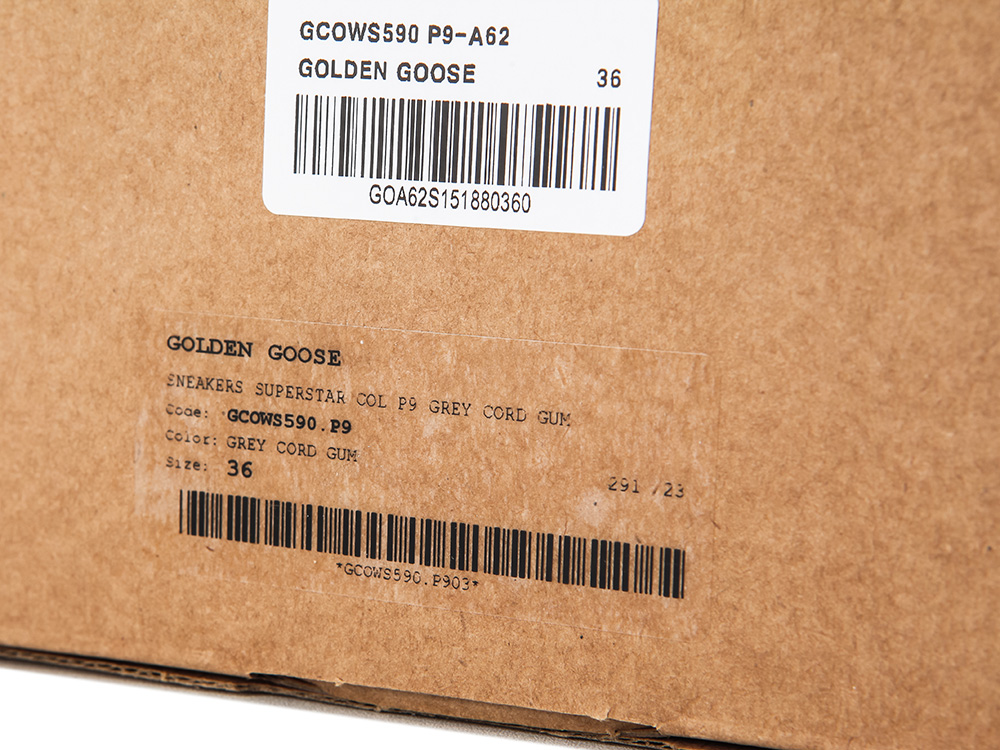 GCOWS590 P9-A62
GOLDEN GOOSE 36
GOA62S151880360
GOLDEN GOOSE
SNEAKERS SUPERSTAR COL P9 GREY CORD GUM
Code: GCOWS590.P9
Color: GREY CORD GUM
Size: 36
291 /23
*GCOWS590.P903*